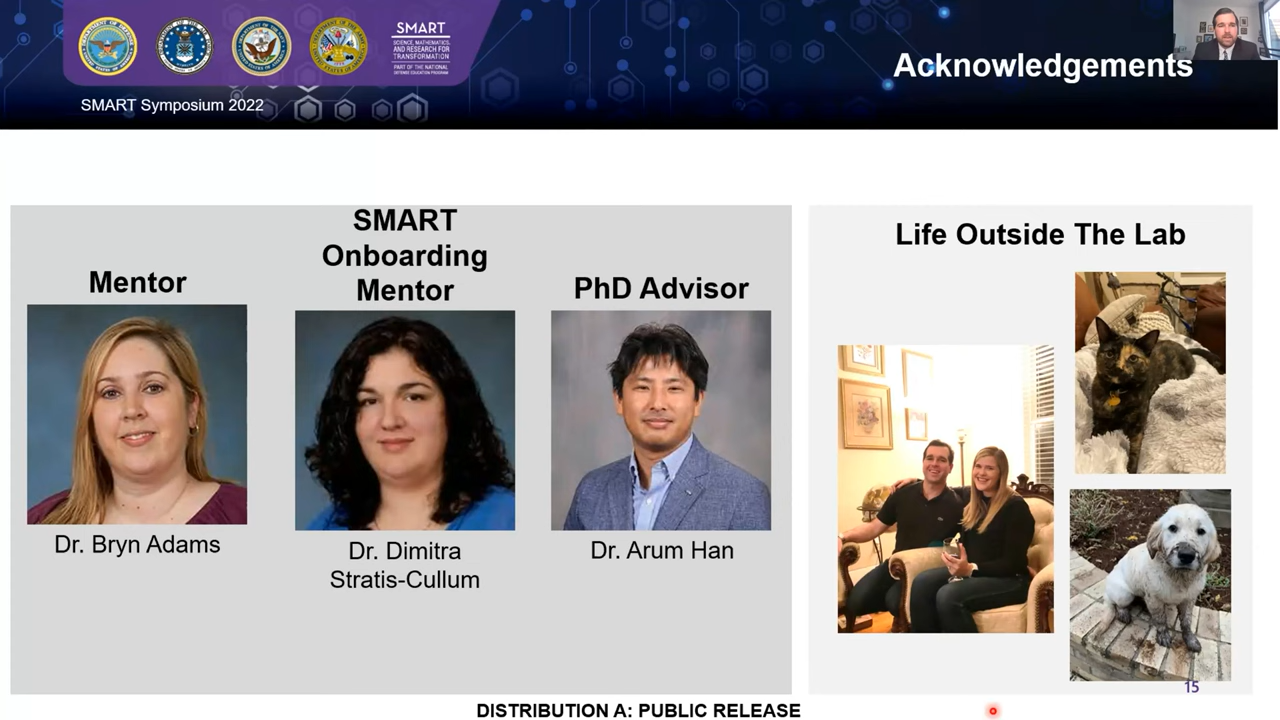 SMART
SCIENCE, MATHEMATICS,
AND RESEARCH FOR
TRANSFORMATION
PART OF THE NATIONAL
DEFENSE EDUCATION PROGRAM
Acknowledgements
SMART Symposium 2022
Mentor
Dr. Bryn Adams
SMART
Onboarding
Mentor
Dr. Dimitra
Stratis-Cullum
PhD Advisor
Dr. Arum Han
Life Outside The Lab
15
DISTRIBUTION A: PUBLIC RELEASE